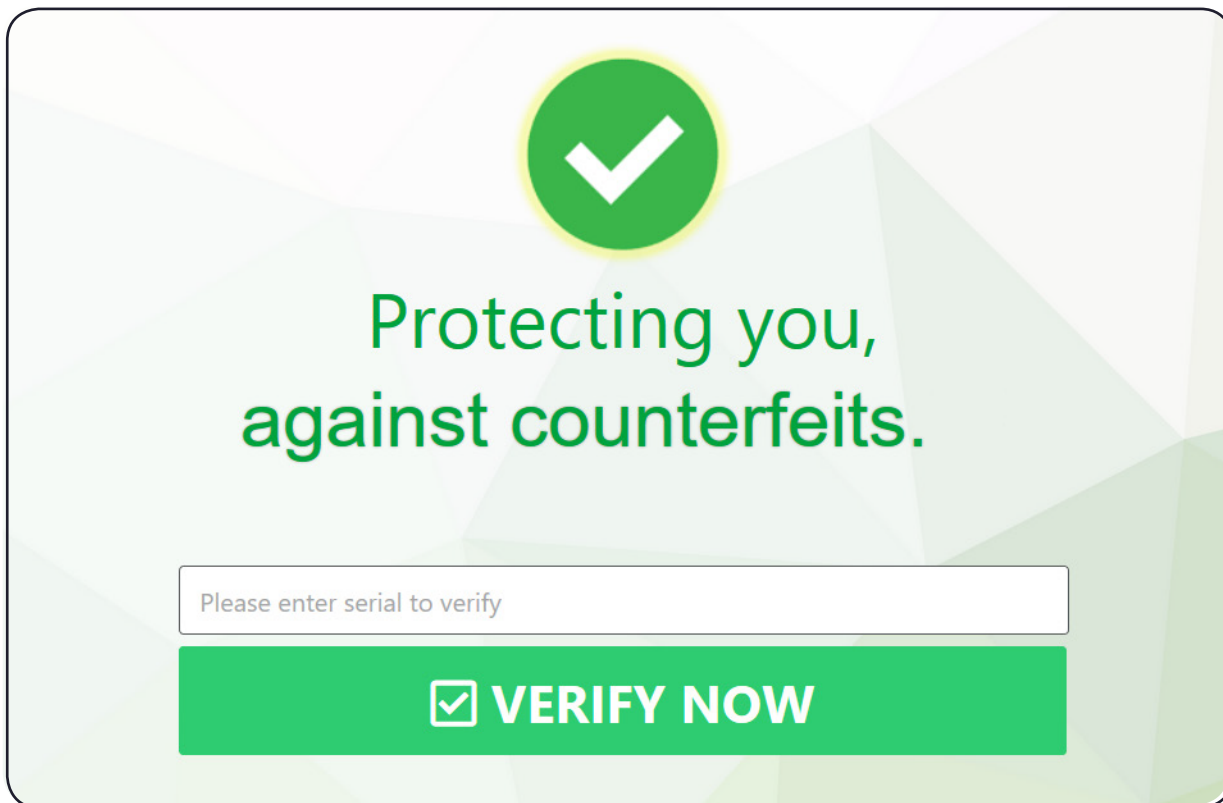 Protecting you,
against counterfeits.
Please enter serial to verify
VERIFY NOW